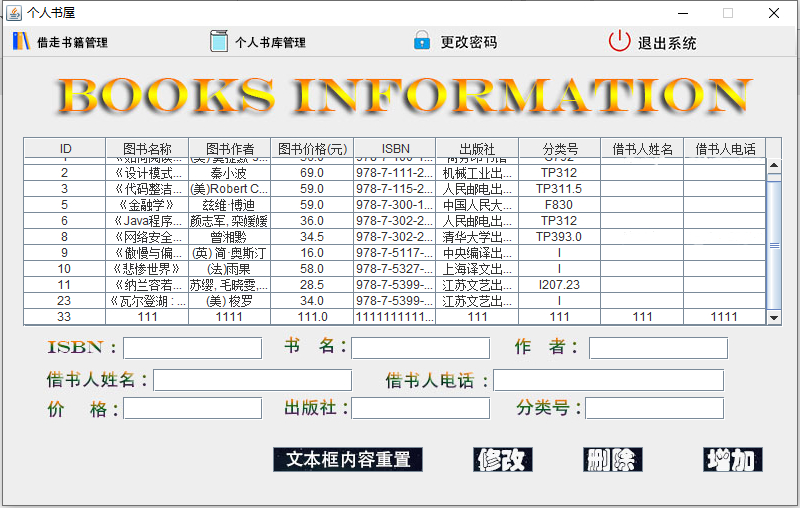 个人书屋
借走书籍管理 个人书库管理 更改密码 退出系统
BOOKS INFORMATION
ID 图书名称 图书作者 图书价格(元) ISBN 出版社 分类号 借书人姓名 借书人电话
2 《设计模式... 秦小波 69.0 978-7-111-2... 机械工业出... TP312
3 《代码整洁... (美)Robert C... 59.0 978-7-115-2... 人民邮电出... TP311.5
5 《金融学》 兹维·博迪 59.0 978-7-300-1... 中国人民大... F830
6 《Java程序... 颜志军, 栾媛媛 36.0 978-7-302-2... 人民邮电出... TP312
8 《网络安全... 曾湘黔 34.5 978-7-302-2... 清华大学出... TP393.0
9 《傲慢与偏... (英) 简·奥斯汀 16.0 978-7-5117-... 中央编译出... I
10 《悲惨世界》 (法)雨果 58.0 978-7-5327-... 上海译文出... I
11 《纳兰容若... 苏缨, 毛晓雯,... 28.5 978-7-5399-... 江苏文艺出... I207.23
23 《瓦尔登湖 :... (美) 梭罗 34.0 978-7-5399-... 江苏文艺出... I
33 111 1111 111.0 1111111111... 111 111 111 1111
ISBN : 书 名 : 作 者 :
借书人姓名 : 借书人电话 :
价 格 : 出版社 : 分类号 :
文本框内容重置 修改 删除 增加